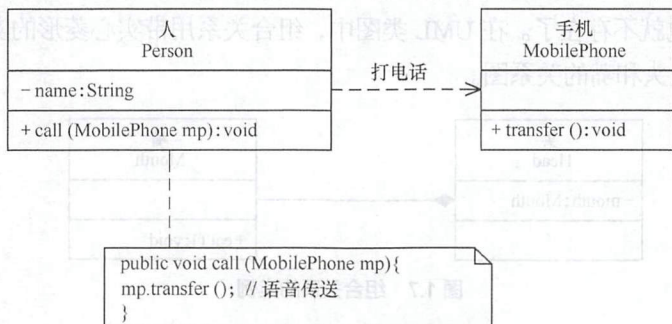 人
Person
-name:String
+call (MobilePhone mp):void
打电话
手机
MobilePhone
+transfer ():void
public void call (MobilePhone mp){
mp.transfer (); // 语音传送
}